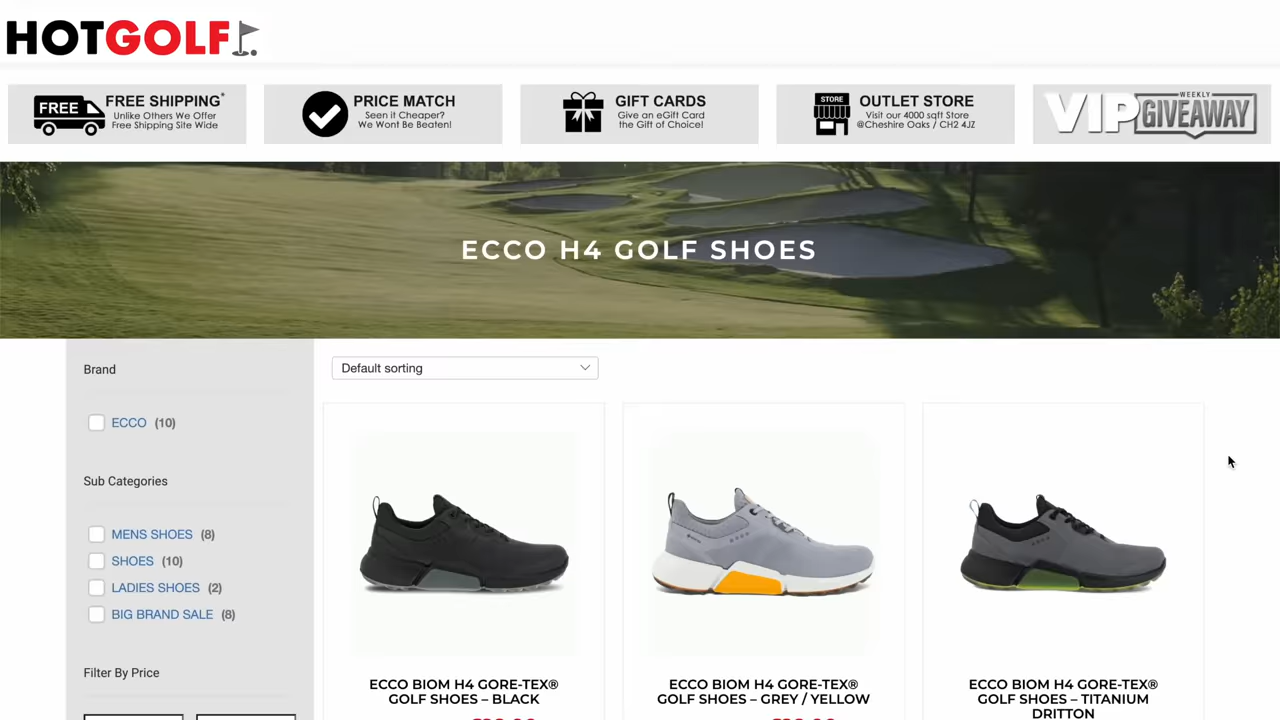 HOTGOLF
FREE
FREE SHIPPING*
Unlike Others We Offer
Free Shipping Site Wide
PRICE MATCH
Seen it Cheaper?
We Wont Be Beaten!
GIFT CARDS
Give an eGift Card
the Gift of Choice!
STORE
OUTLET STORE
Visit our 4000 sqft Store
@Cheshire Oaks / CH2 4JZ
WEEKLY
VIP GIVEAWAY
ECCO H4 GOLF SHOES
Brand
ECCO (10)
Sub Categories
MENS SHOES (8)
SHOES (10)
LADIES SHOES (2)
BIG BRAND SALE (8)
Filter By Price
Default sorting
ECCO BIOM H4 GORE-TEX®
GOLF SHOES – BLACK
ECCO BIOM H4 GORE-TEX®
GOLF SHOES – GREY / YELLOW
ECCO BIOM H4 GORE-TEX®
GOLF SHOES – TITANIUM
DRITTON